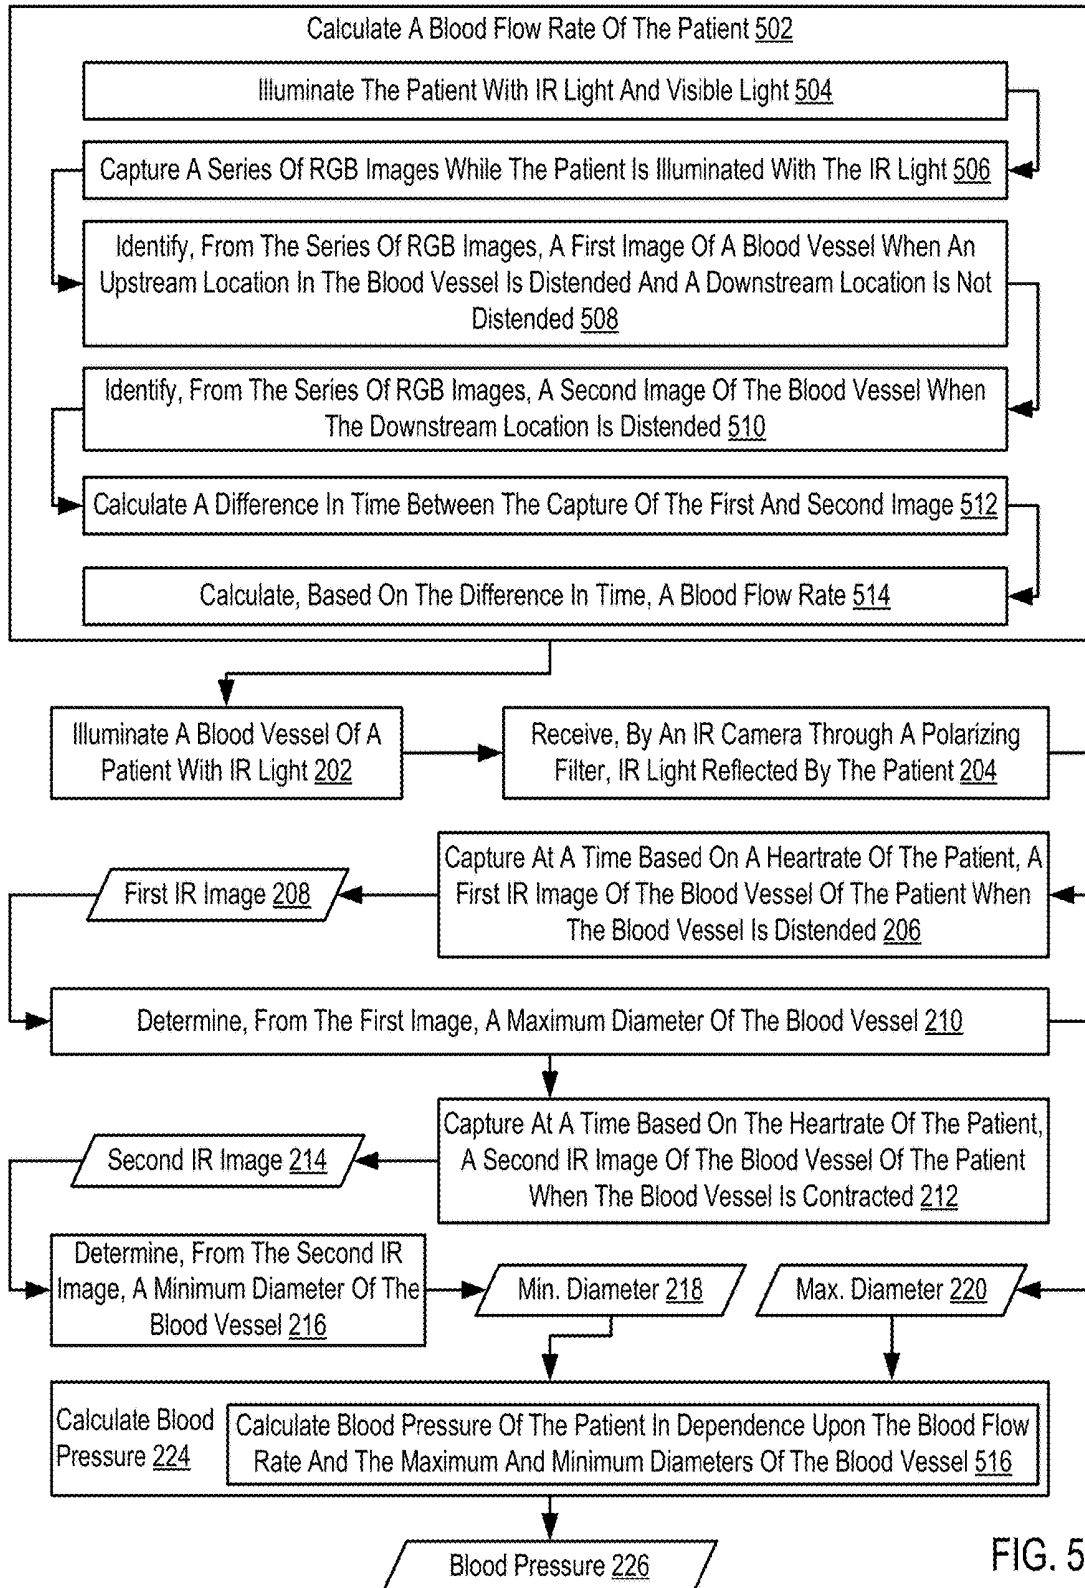 Calculate A Blood Flow Rate Of The Patient 502
Illuminate The Patient With IR Light And Visible Light 504
Capture A Series Of RGB Images While The Patient Is Illuminated With The IR Light 506
Identify, From The Series Of RGB Images, A First Image Of A Blood Vessel When An
Upstream Location In The Blood Vessel Is Distended And A Downstream Location Is Not
Distended 508
Identify, From The Series Of RGB Images, A Second Image Of The Blood Vessel When
The Downstream Location Is Distended 510
Calculate A Difference In Time Between The Capture Of The First And Second Image 512
Calculate, Based On The Difference In Time, A Blood Flow Rate 514
Illuminate A Blood Vessel Of A
Patient With IR Light 202
Receive, By An IR Camera Through A Polarizing
Filter, IR Light Reflected By The Patient 204
Capture At A Time Based On A Heartrate Of The Patient, A
First IR Image Of The Blood Vessel Of The Patient When
The Blood Vessel Is Distended 206
First IR Image 208
Determine, From The First Image, A Maximum Diameter Of The Blood Vessel 210
Capture At A Time Based On The Heartrate Of The Patient,
A Second IR Image Of The Blood Vessel Of The Patient
When The Blood Vessel Is Contracted 212
Second IR Image 214
Determine, From The Second IR
Image, A Minimum Diameter Of The
Blood Vessel 216
Min. Diameter 218
Max. Diameter 220
Calculate Blood
Pressure 224
Calculate Blood Pressure Of The Patient In Dependence Upon The Blood Flow
Rate And The Maximum And Minimum Diameters Of The Blood Vessel 516
Blood Pressure 226
FIG. 5